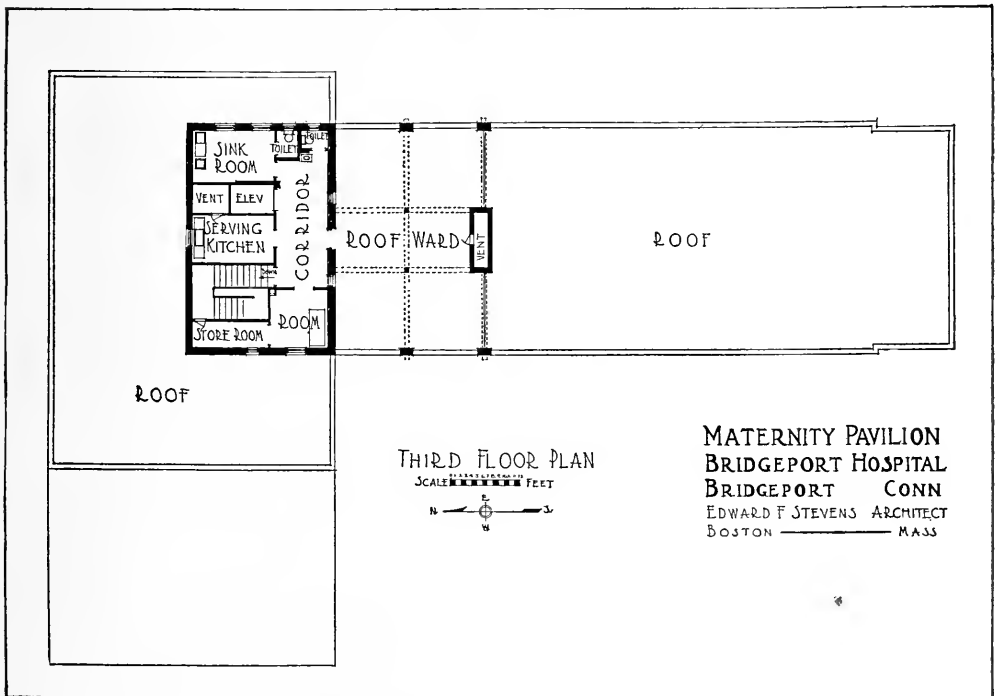 SINK
ROOM
TOILET
TOILET
VENT
ELEV
SERVING
KITCHEN
CORRIDOR
DOWN
STORE ROOM
ROOM
ROOF WARD
VENT
ROOF
ROOF
THIRD FLOOR PLAN
SCALE FEET
E
N S
W
MATERNITY PAVILION
BRIDGEPORT HOSPITAL
BRIDGEPORT CONN
EDWARD F STEVENS ARCHITECT
BOSTON MASS